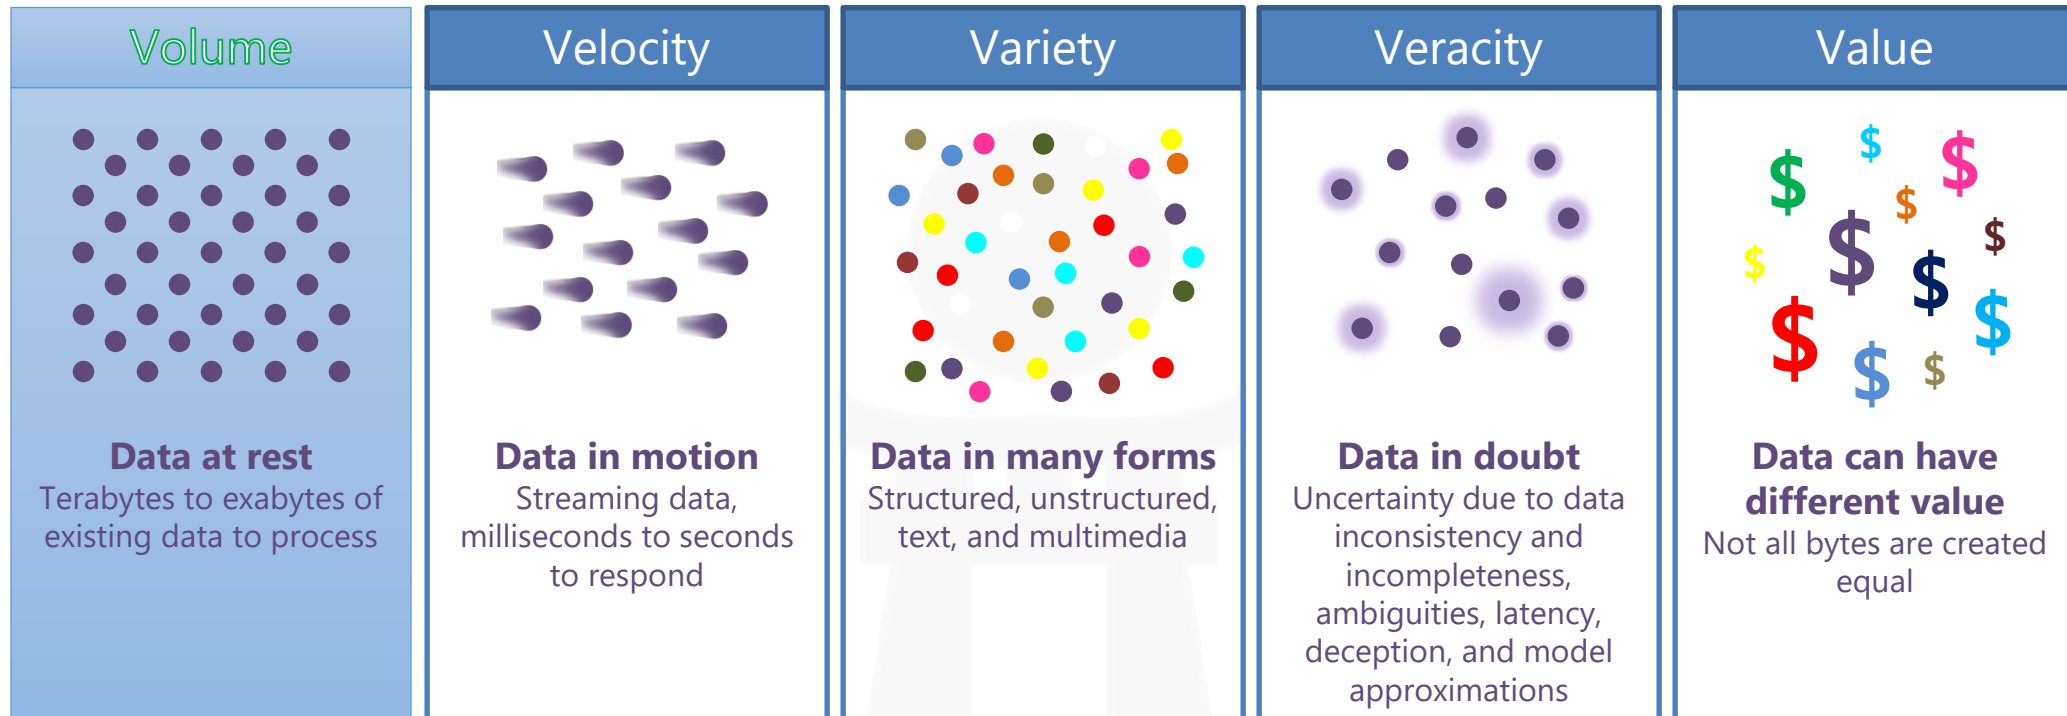 Volume
Data at rest
Terabytes to exabytes of
existing data to process
Velocity
Data in motion
Streaming data,
milliseconds to seconds
to respond
Variety
Data in many forms
Structured, unstructured,
text, and multimedia
Veracity
Data in doubt
Uncertainty due to data
inconsistency and
incompleteness,
ambiguities, latency,
deception, and model
approximations
Value
$ $ $ $ $ $ $ $ $ $ $ $
Data can have
different value
Not all bytes are created
equal